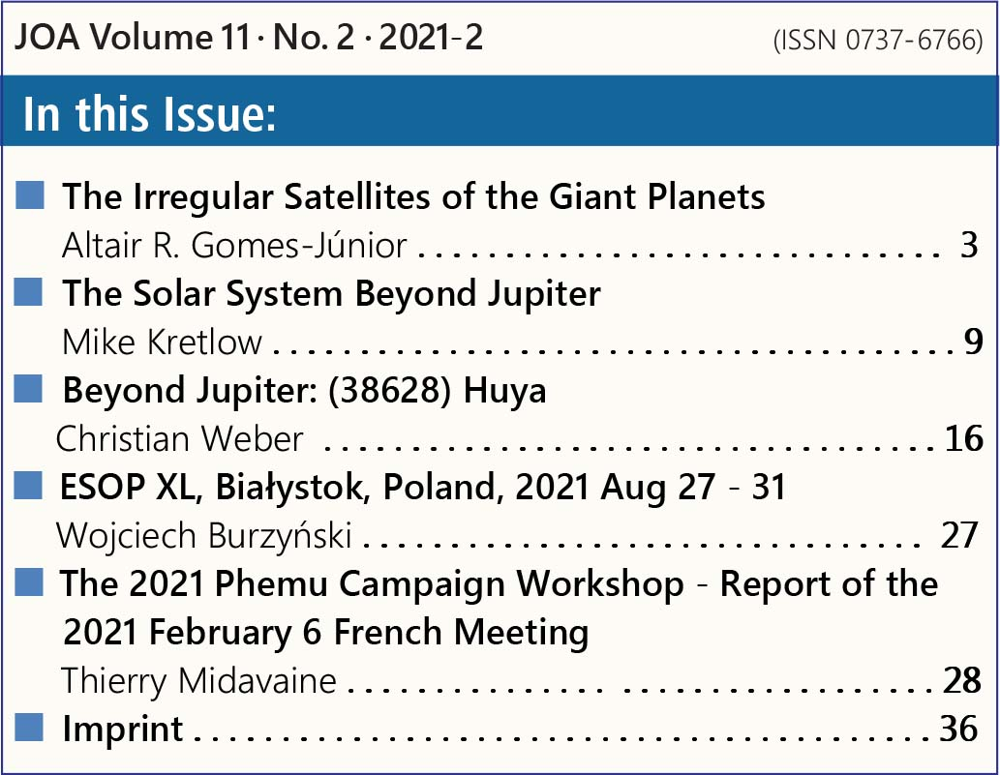 JOA Volume 11 · No. 2 · 2021-2 (ISSN 0737-6766)
In this Issue:
■ The Irregular Satellites of the Giant Planets
Altair R. Gomes-Júnior . . . . . . . . . . . . . . . . . . . . . . . . . . . . . . 3
■ The Solar System Beyond Jupiter
Mike Kretlow . . . . . . . . . . . . . . . . . . . . . . . . . . . . . . . . . . . . . . . 9
■ Beyond Jupiter: (38628) Huya
Christian Weber . . . . . . . . . . . . . . . . . . . . . . . . . . . . . . . . . . . 16
■ ESOP XL, Białystok, Poland, 2021 Aug 27 - 31
Wojciech Burzyński . . . . . . . . . . . . . . . . . . . . . . . . . . . . . . . . 27
■ The 2021 Phemu Campaign Workshop - Report of the
2021 February 6 French Meeting
Thierry Midavaine . . . . . . . . . . . . . . . . . . . . . . . . . . . . . . . . . 28
■ Imprint . . . . . . . . . . . . . . . . . . . . . . . . . . . . . . . . . . . . . . . . . . 36